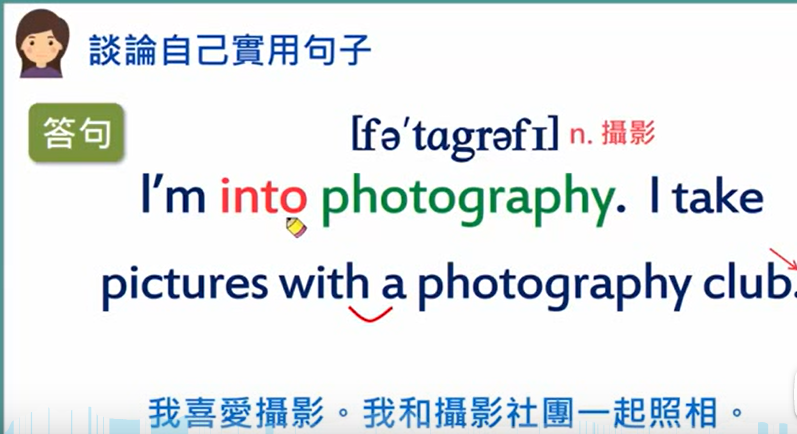 談論自己實用句子
答句
[fəˈtɑgrəfɪ] n. 攝影
I'm into photography. I take
pictures with a photography club.
我喜愛攝影。我和攝影社團一起照相。